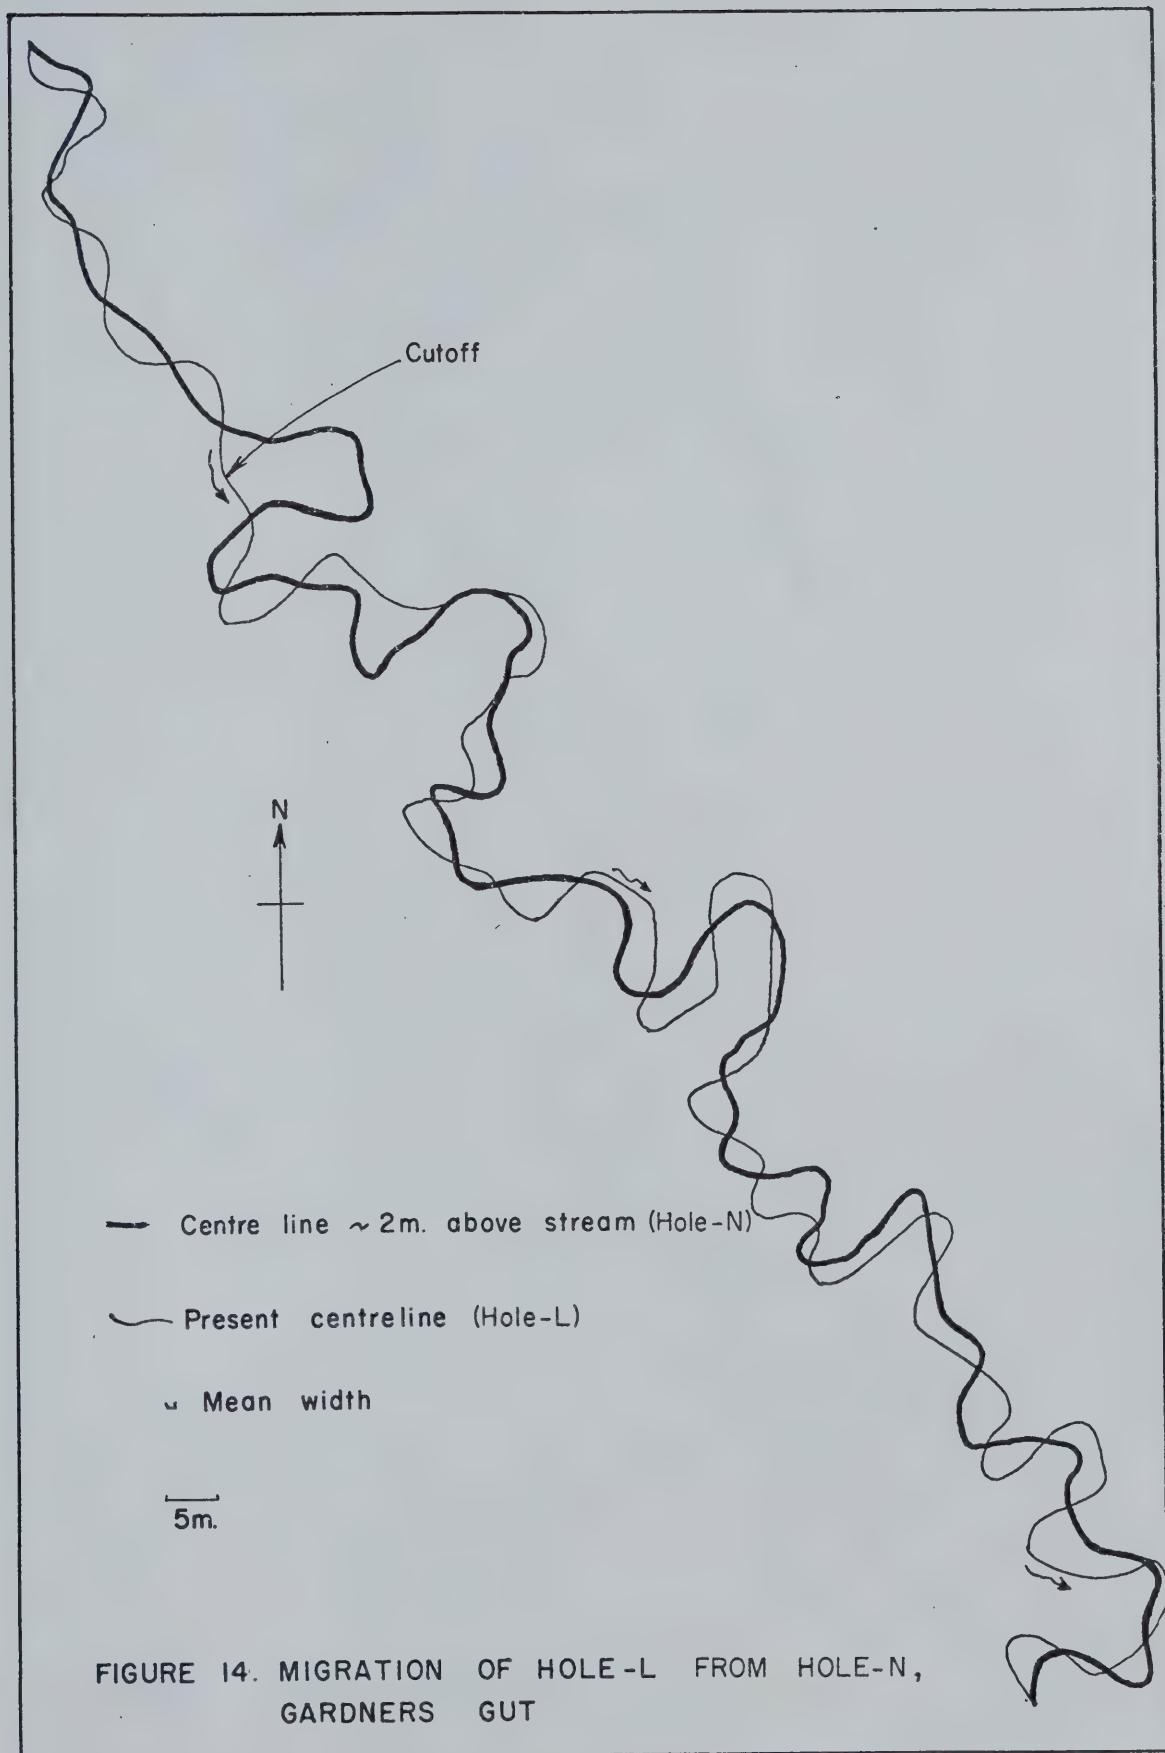 Cutoff
N
Centre line ~ 2m. above stream (Hole-N)
Present centreline (Hole-L)
Mean width
5m.
FIGURE 14. MIGRATION OF HOLE-L FROM HOLE-N,
GARDNERS GUT